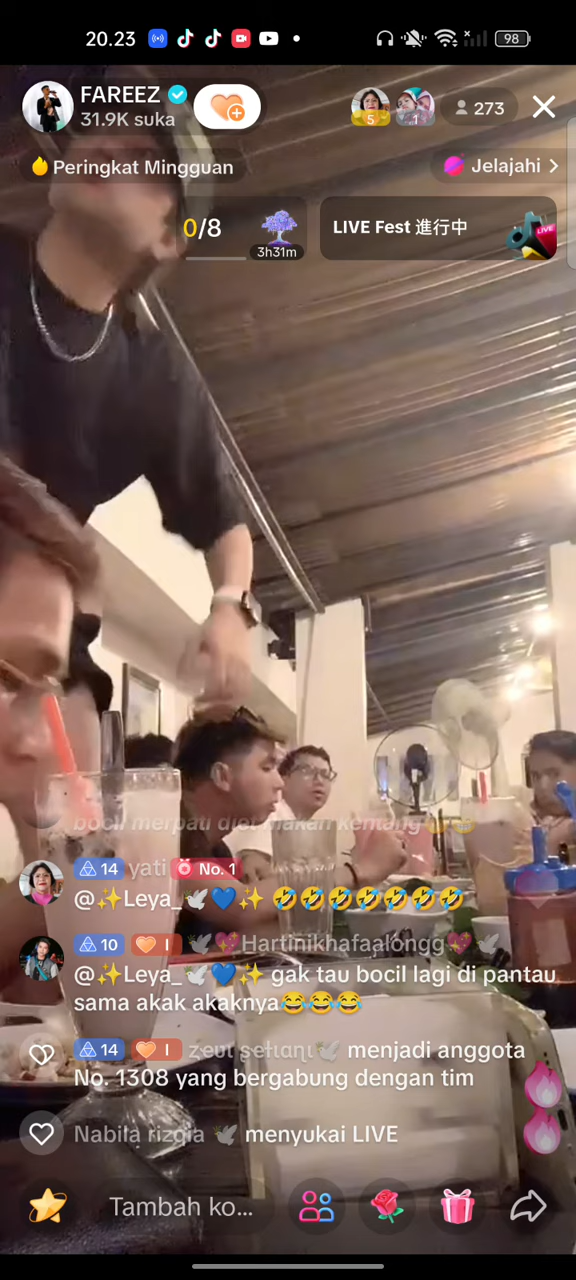 20.23
98
FAREEZ
31.9K suka
5
1
273
Peringkat Mingguan
Jelajahi >
0/8
3h31m
LIVE Fest 進行中
LIVE
bocil merpati diet makan kentang 😂😂
14 yati No. 1
@✨Leya_🕊️💙✨ 🤣🤣🤣🤣🤣🤣🤣
10 I 🕊️💖Hartinikhafaalongg💖🕊️
@✨Leya_🕊️💙✨ gak tau bocil lagi di pantau
sama akak akaknya😂😂😂
14 I zeut şeƚıαηι🕊️ menjadi anggota
No. 1308 yang bergabung dengan tim
Nabila rizqia 🕊️ menyukai LIVE
Tambah ko...